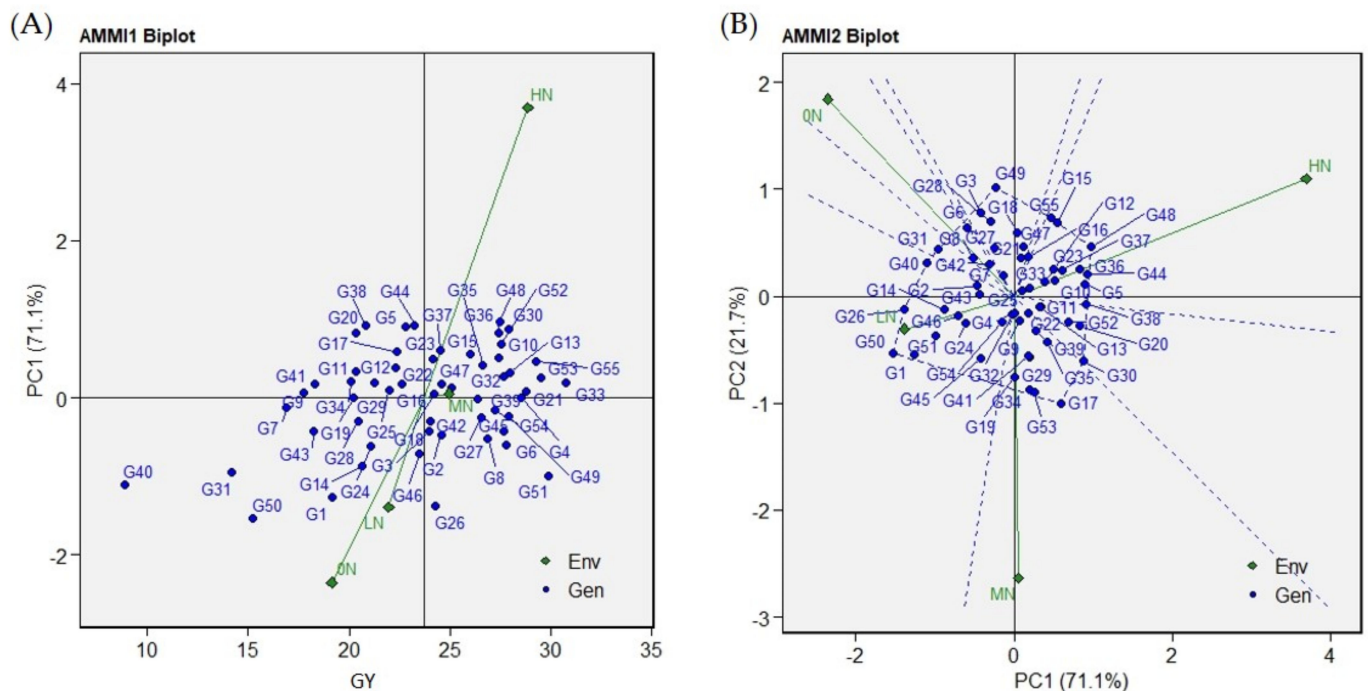 (A)
AMMI1 Biplot
PC1 (71.1%)
4
2
0
-2
10
15
20
25
30
35
GY
HN
G38
G44
G35
G48
G52
G20
G5
G37
G36
G30
G17
G23
G15
G10
G13
G11
G12
G47
G55
G41
G22
G32
G53
G33
G9
G34
G16
MN
G39
G21
G7
G29
G42
G45
G54
G19
G25
G18
G4
G43
G28
G3
G2
G27
G6
G49
G40
G31
G14
G24
G46
G8
G51
G50
G1
LN
G26
0N
Env
Gen
(B)
AMMI2 Biplot
PC2 (21.7%)
2
1
0
-1
-2
-3
-2
0
2
4
PC1 (71.1%)
0N
HN
G3
G49
G28
G15
G18
G55
G12
G6
G48
G31
G8
G27
G47
G16
G37
G21
G23
G40
G42
G36
G7
G33
G44
G14
G2
G43
G25
G10
G5
G26
LN
G46
G4
G11
G38
G22
G52
G50
G51
G24
G9
G39
G13
G20
G1
G54
G32
G29
G35
G30
G45
G41
G34
G17
G19
G53
MN
Env
Gen